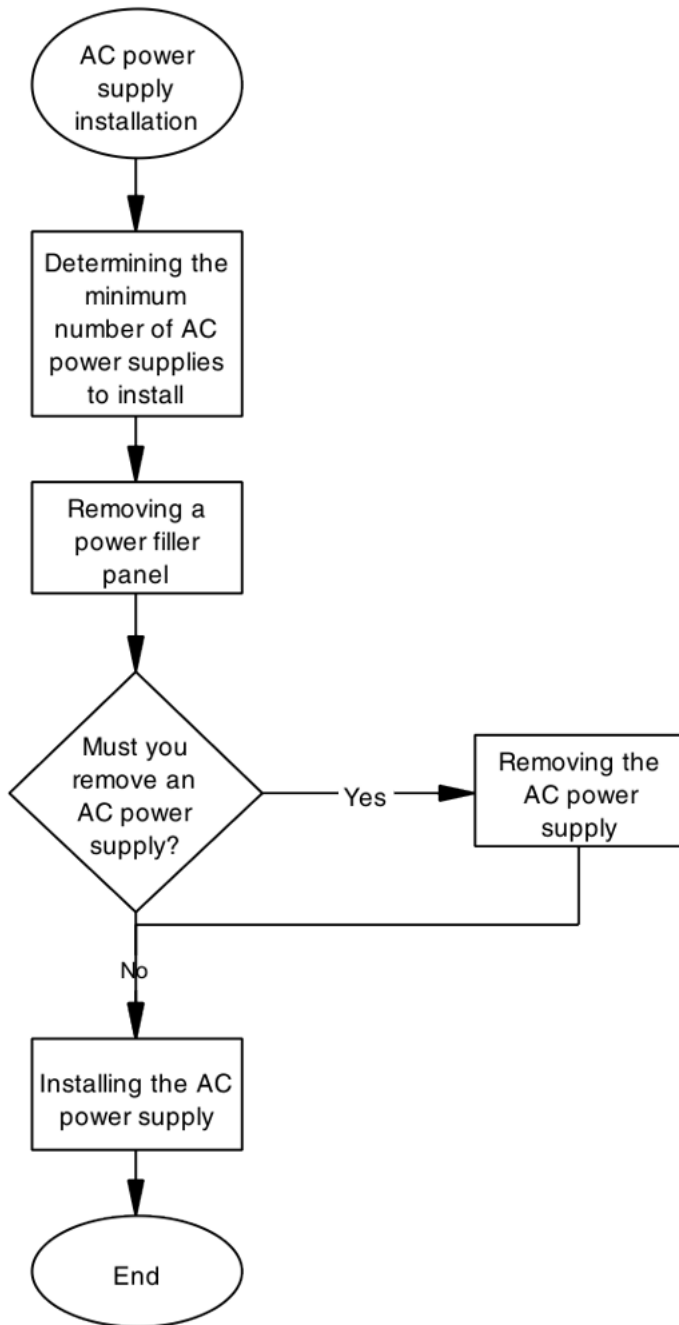 AC power
supply
installation
Determining the
minimum
number of AC
power supplies
to install
Removing a
power filler
panel
Must you
remove an
AC power
supply?
Yes
Removing the
AC power
supply
No
Installing the AC
power supply
End